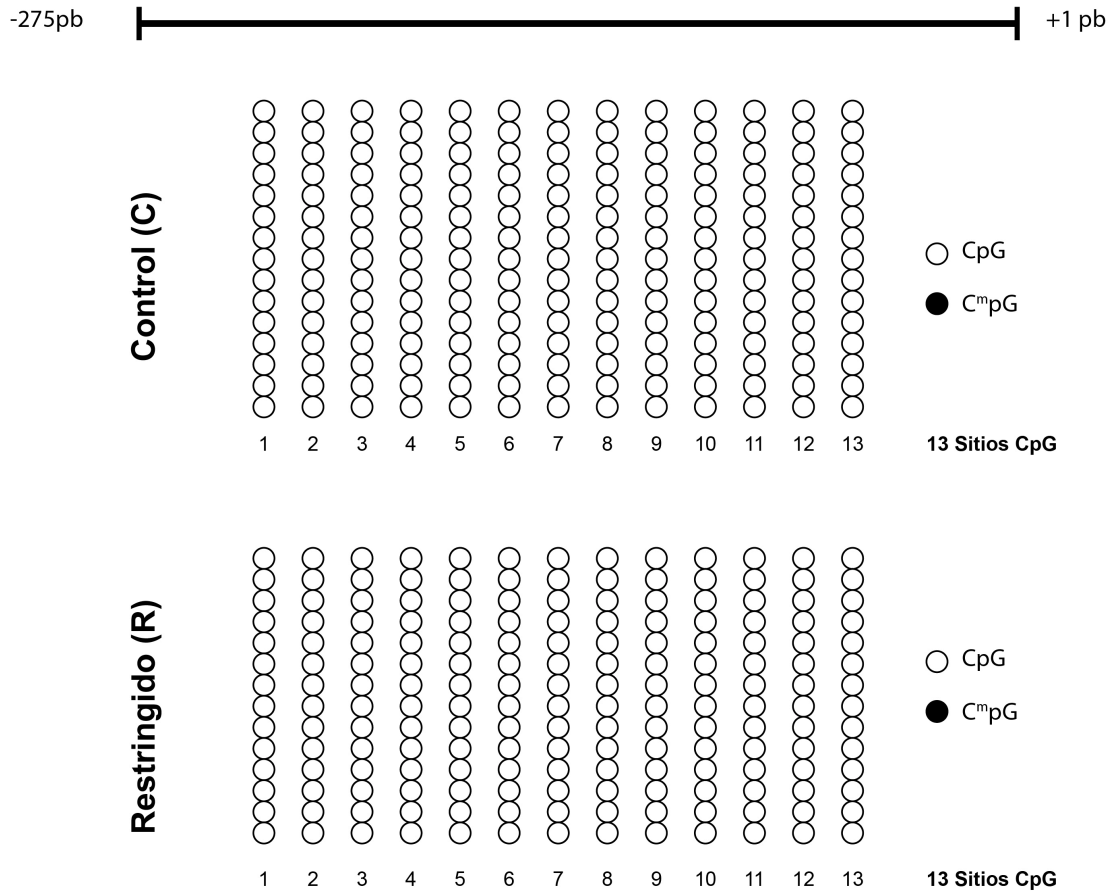 -275pb
+1 pb
Control (C)
CpG
CᵐpG
1 2 3 4 5 6 7 8 9 10 11 12 13
13 Sitios CpG
Restringido (R)
CpG
CᵐpG
1 2 3 4 5 6 7 8 9 10 11 12 13
13 Sitios CpG